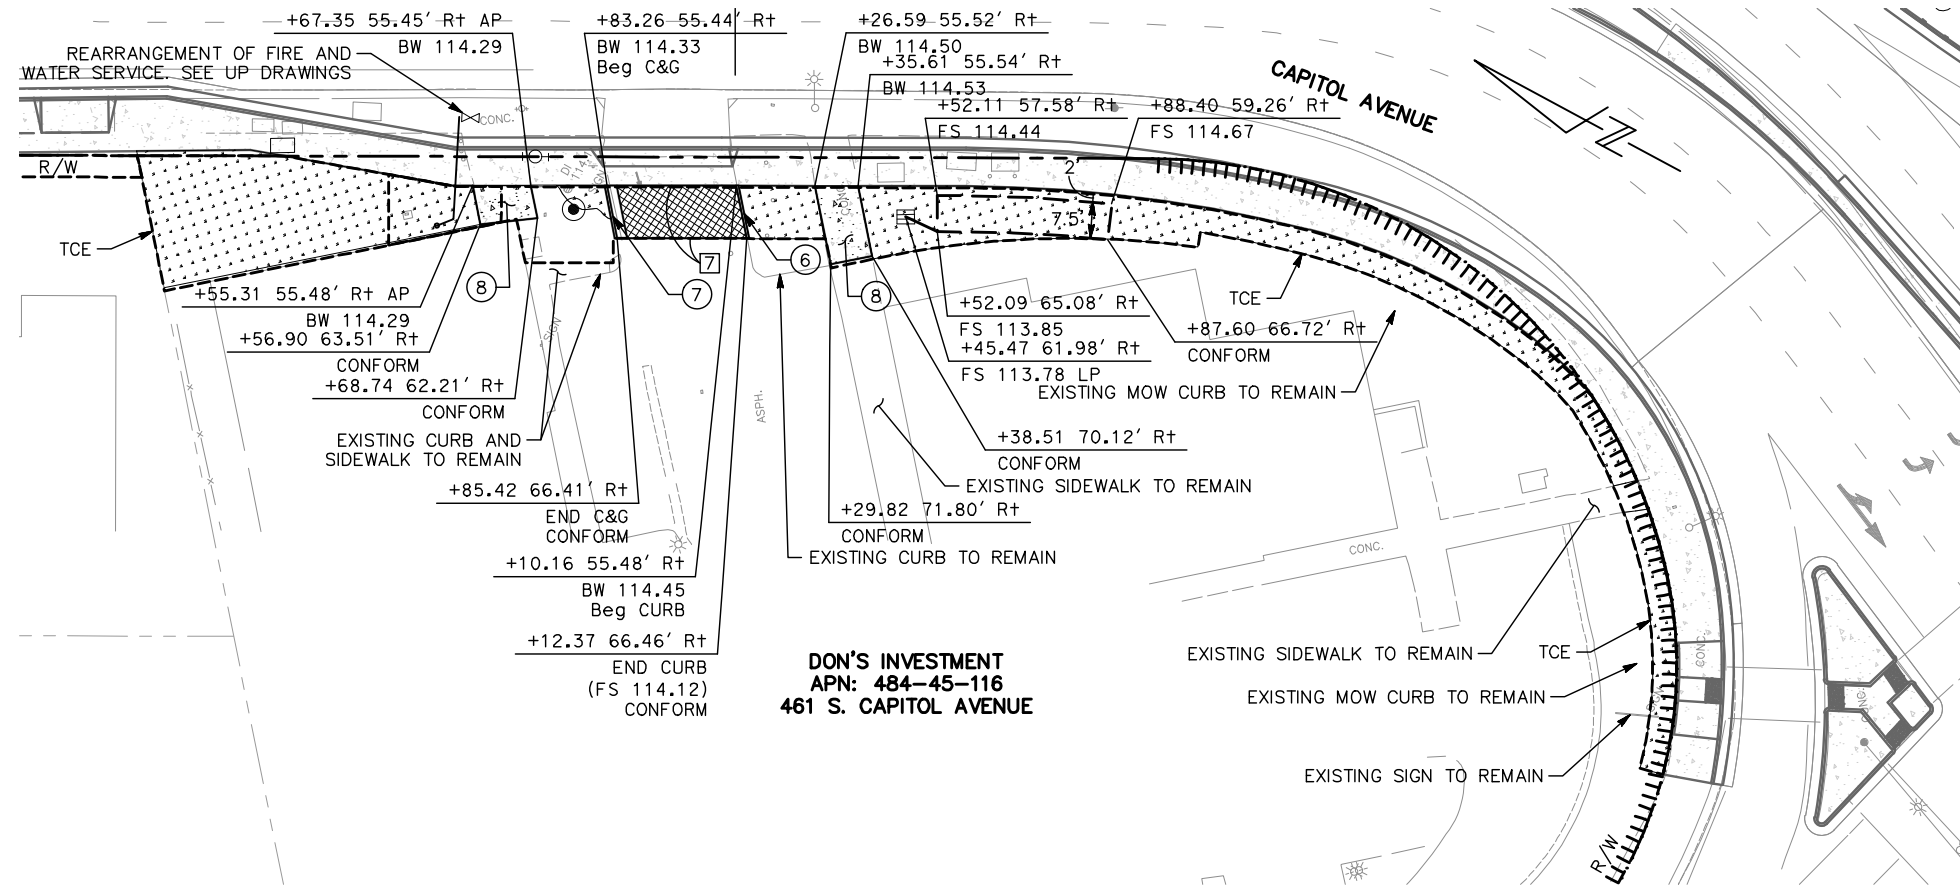 +67.35 55.45' Rt AP
BW 114.29
REARRANGEMENT OF FIRE AND
WATER SERVICE. SEE UP DRAWINGS
+83.26 55.44' Rt
BW 114.33
Beg C&G
+26.59 55.52' Rt
BW 114.50
+35.61 55.54' Rt
BW 114.53
+52.11 57.58' Rt
FS 114.44
+88.40 59.26' Rt
FS 114.67
CAPITOL AVENUE
CONC.
R/W
DI
SIGN
CONC.
2'
7.5'
TCE
8
7
7
6
8
TCE
+55.31 55.48' Rt AP
BW 114.29
+56.90 63.51' Rt
CONFORM
+68.74 62.21' Rt
CONFORM
EXISTING CURB AND
SIDEWALK TO REMAIN
SIGN
ASPH.
+52.09 65.08' Rt
FS 113.85
+45.47 61.98' Rt
FS 113.78 LP
+87.60 66.72' Rt
CONFORM
EXISTING MOW CURB TO REMAIN
+38.51 70.12' Rt
CONFORM
EXISTING SIDEWALK TO REMAIN
+85.42 66.41' Rt
END C&G
CONFORM
+29.82 71.80' Rt
CONFORM
EXISTING CURB TO REMAIN
+10.16 55.48' Rt
BW 114.45
Beg CURB
+12.37 66.46' Rt
END CURB
(FS 114.12)
CONFORM
CONC.
DON'S INVESTMENT
APN: 484-45-116
461 S. CAPITOL AVENUE
EXISTING SIDEWALK TO REMAIN
TCE
CONC.
EXISTING MOW CURB TO REMAIN
SIGN
CONC.
EXISTING SIGN TO REMAIN
R/W